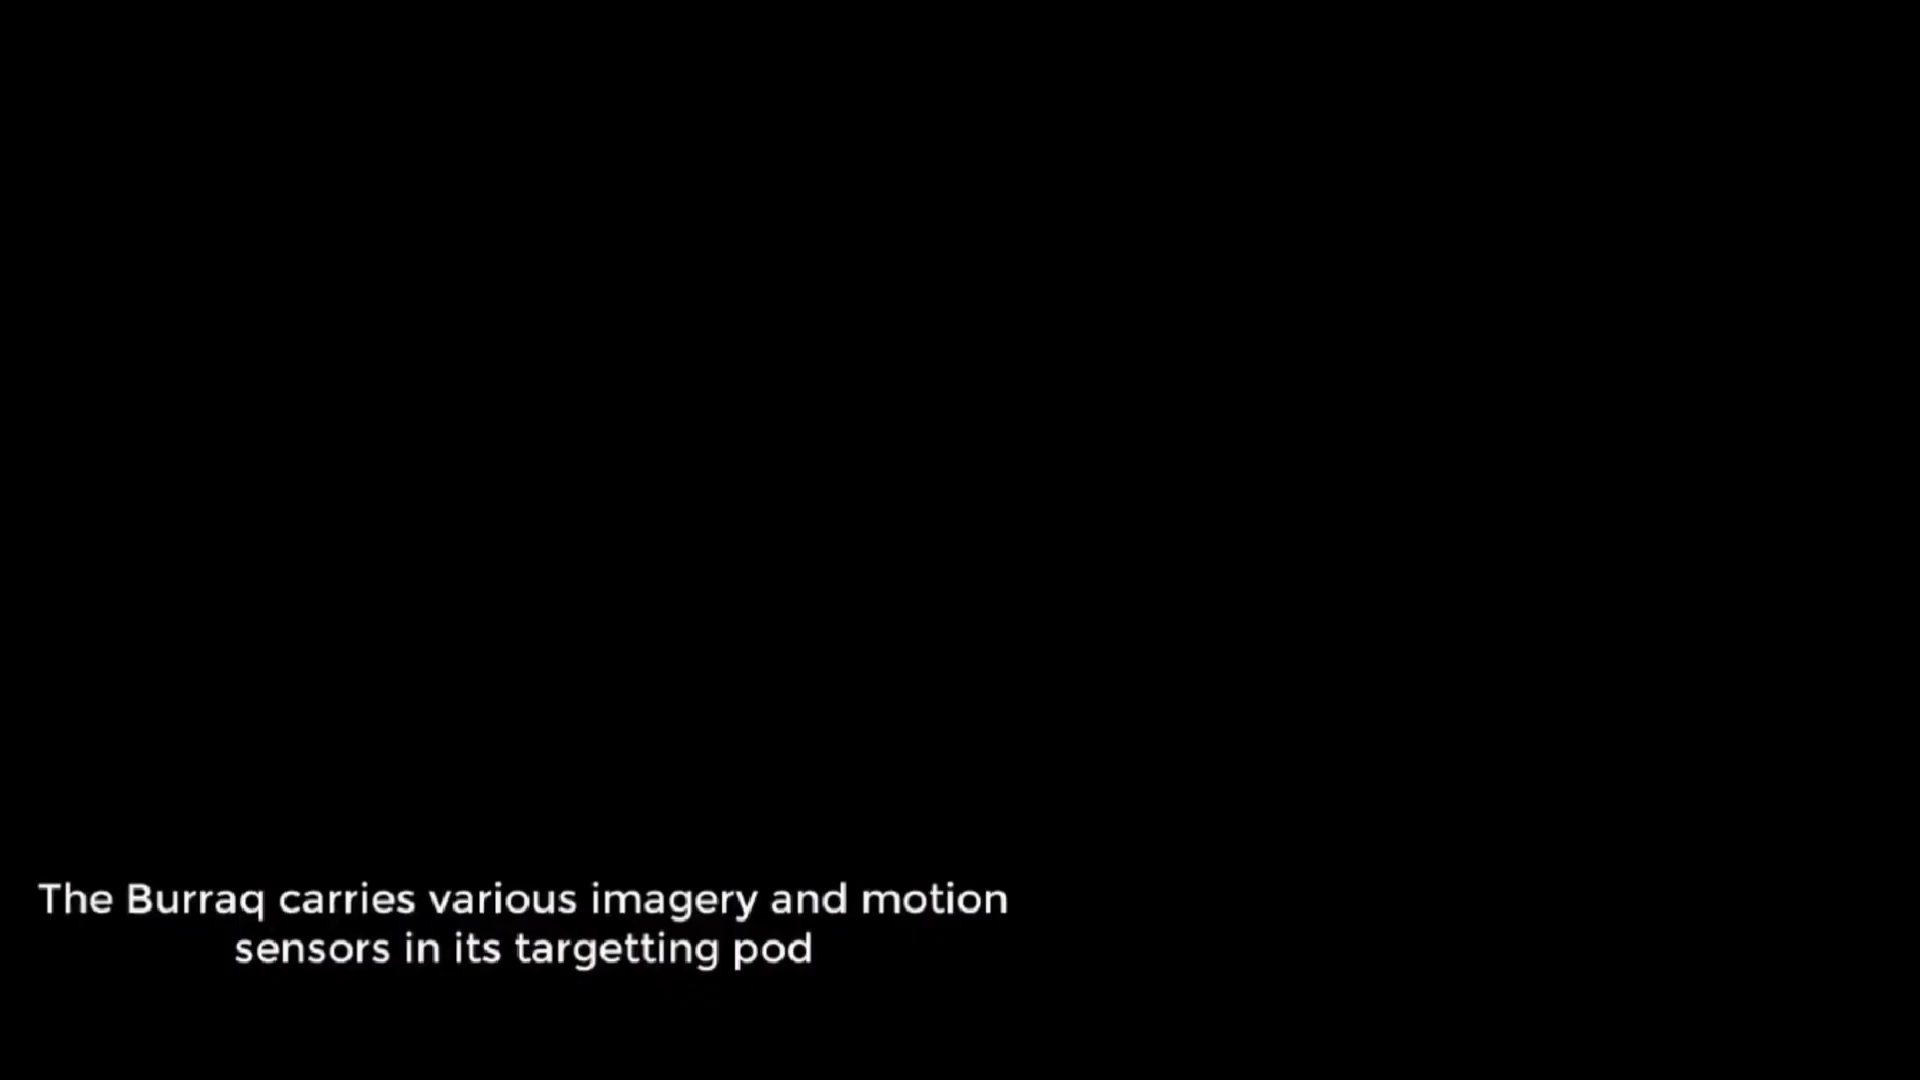 The Burraq carries various imagery and motion
sensors in its targetting pod